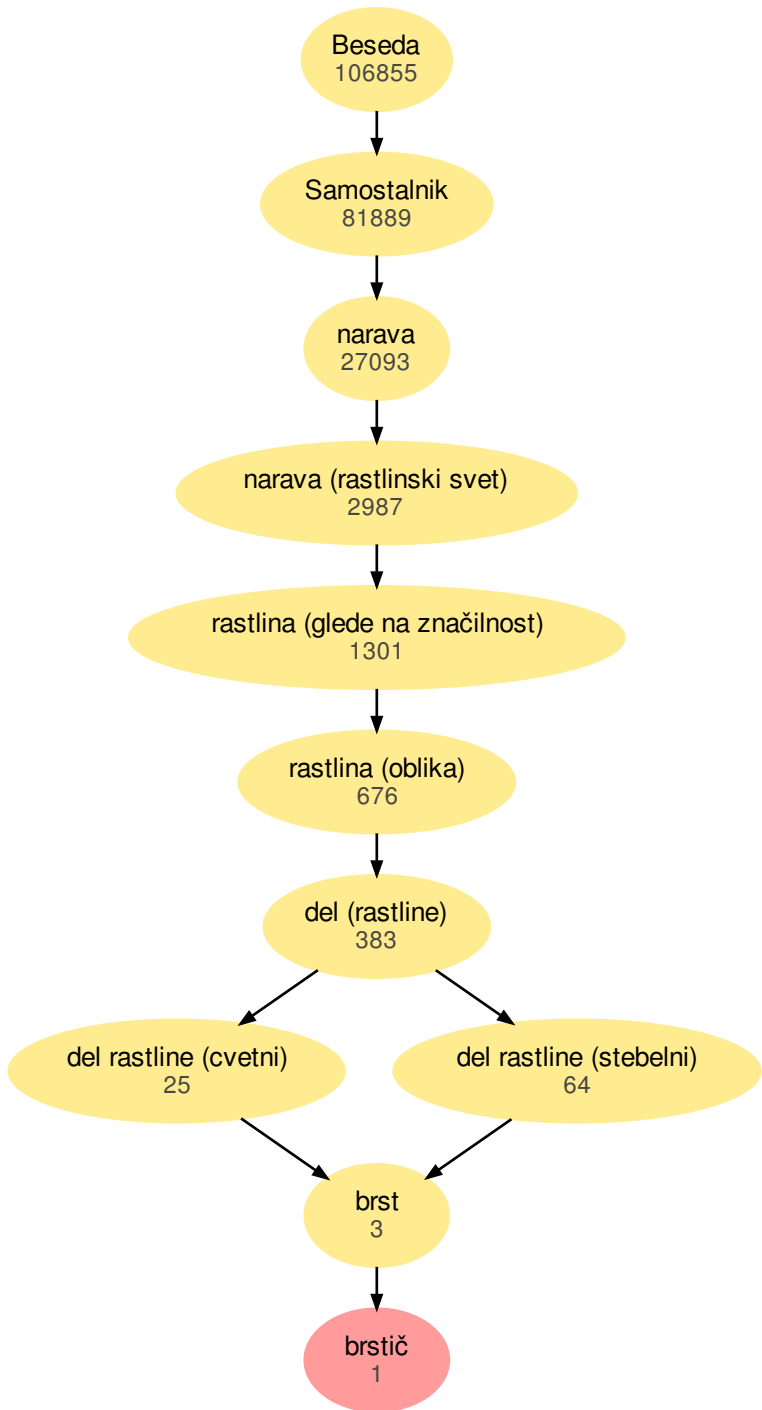 Beseda
106855
Samostalnik
81889
narava
27093
narava (rastlinski svet)
2987
rastlina (glede na značilnost)
1301
rastlina (oblika)
676
del (rastline)
383
del rastline (cvetni)
25
del rastline (stebelni)
64
brst
3
brstič
1